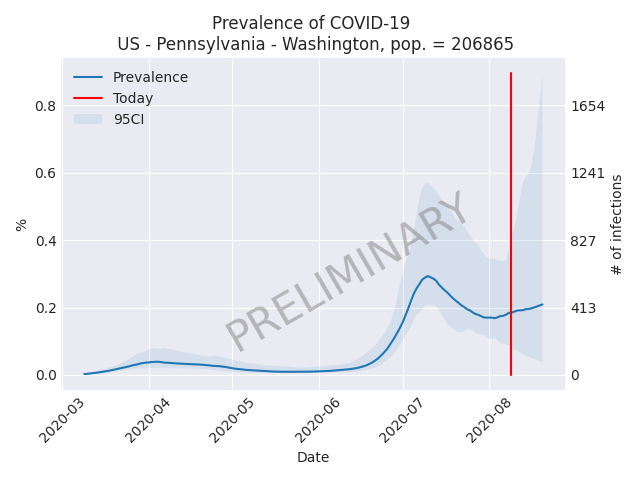 Prevalence of COVID-19
US - Pennsylvania - Washington, pop. = 206865
Prevalence
Today
95CI
0.8
0.6
0.4
0.2
0.0
%
1654
1241
827
413
0
# of infections
PRELIMINARY
2020-03
2020-04
2020-05
2020-06
2020-07
2020-08
Date